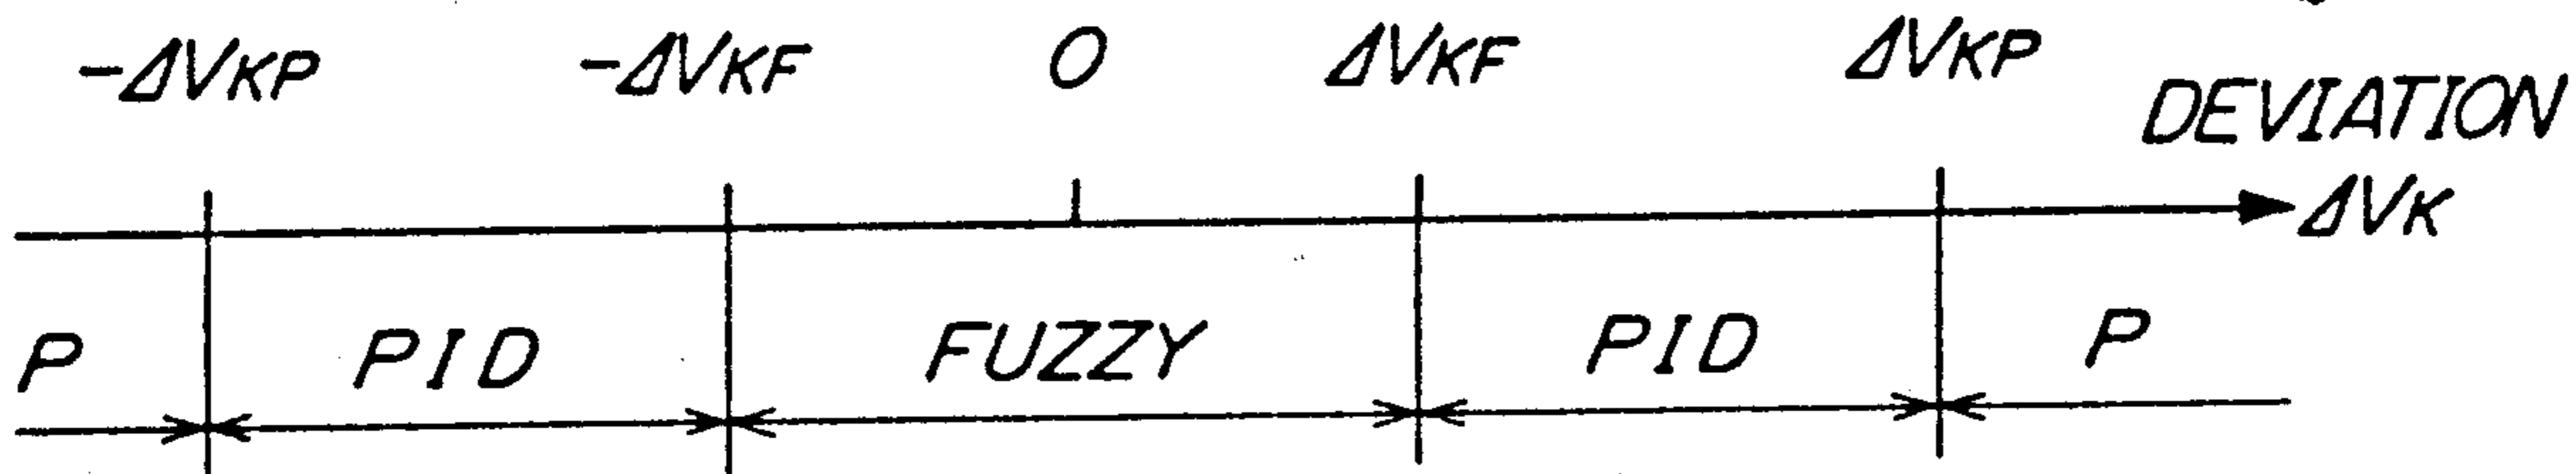 -ΔVKP -ΔVKF 0 ΔVKF ΔVKP
DEVIATION
ΔVK
P PID FUZZY PID P